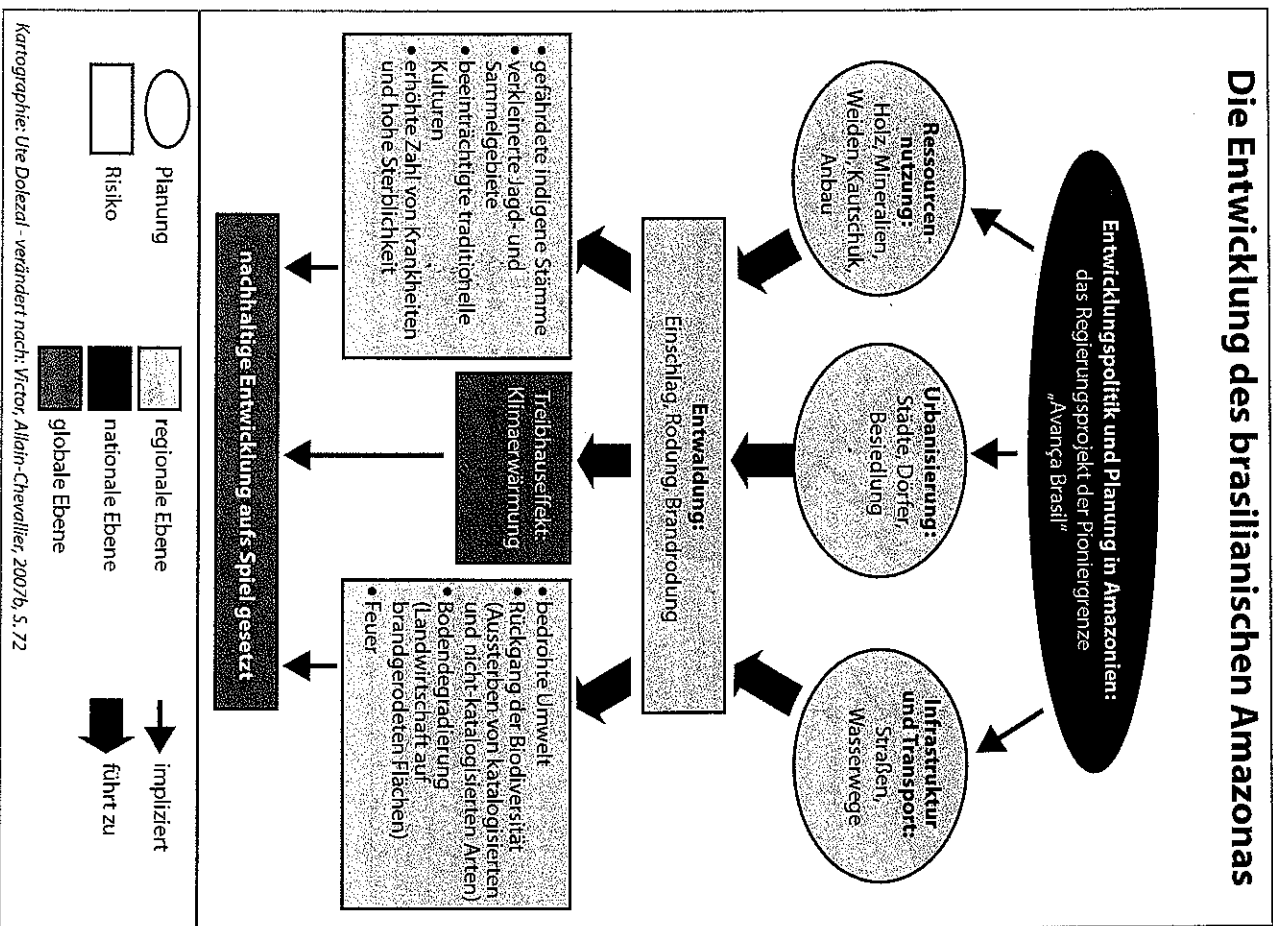 Die Entwicklung des brasilianischen Amazonas
Entwicklungspolitik und Planung in Amazonien:
das Regierungsprojekt der Pioniergrenze
„Avança Brasil"
Ressourcen-
nutzung:
Holz, Mineralien,
Weiden, Kautschuk,
Anbau
Urbanisierung:
Städte, Dörfer,
Besiedlung
Infrastruktur
und Transport:
Straßen,
Wasserwege
Entwaldung:
Einschlag, Rodung, Brandrodung
• gefährdete indigene Stämme
• verkleinerte Jagd- und
Sammelgebiete
• beeinträchtigte traditionelle
Kulturen
• erhöhte Zahl von Krankheiten
und hohe Sterblichkeit
Treibhauseffekt:
Klimaerwärmung
• bedrohte Umwelt
• Rückgang der Biodiversität
(Aussterben von katalogisierten
und nicht-katalogisierten Arten)
• Bodendegradierung
(Landwirtschaft auf
brandgerodeten Flächen)
• Feuer
nachhaltige Entwicklung aufs Spiel gesetzt
Planung
Risiko
regionale Ebene
nationale Ebene
globale Ebene
impliziert
führt zu
Kartographie: Ute Dolezal - verändert nach: Victor, Allain-Chevallier, 2007b, S. 72